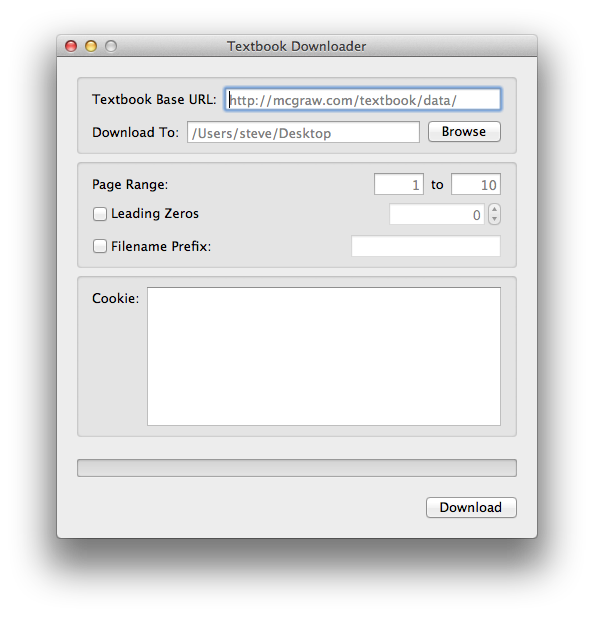 Textbook Downloader
Textbook Base URL: http://mcgraw.com/textbook/data/
Download To: /Users/steve/Desktop Browse
Page Range: 1 to 10
Leading Zeros 0
Filename Prefix:
Cookie:
Download